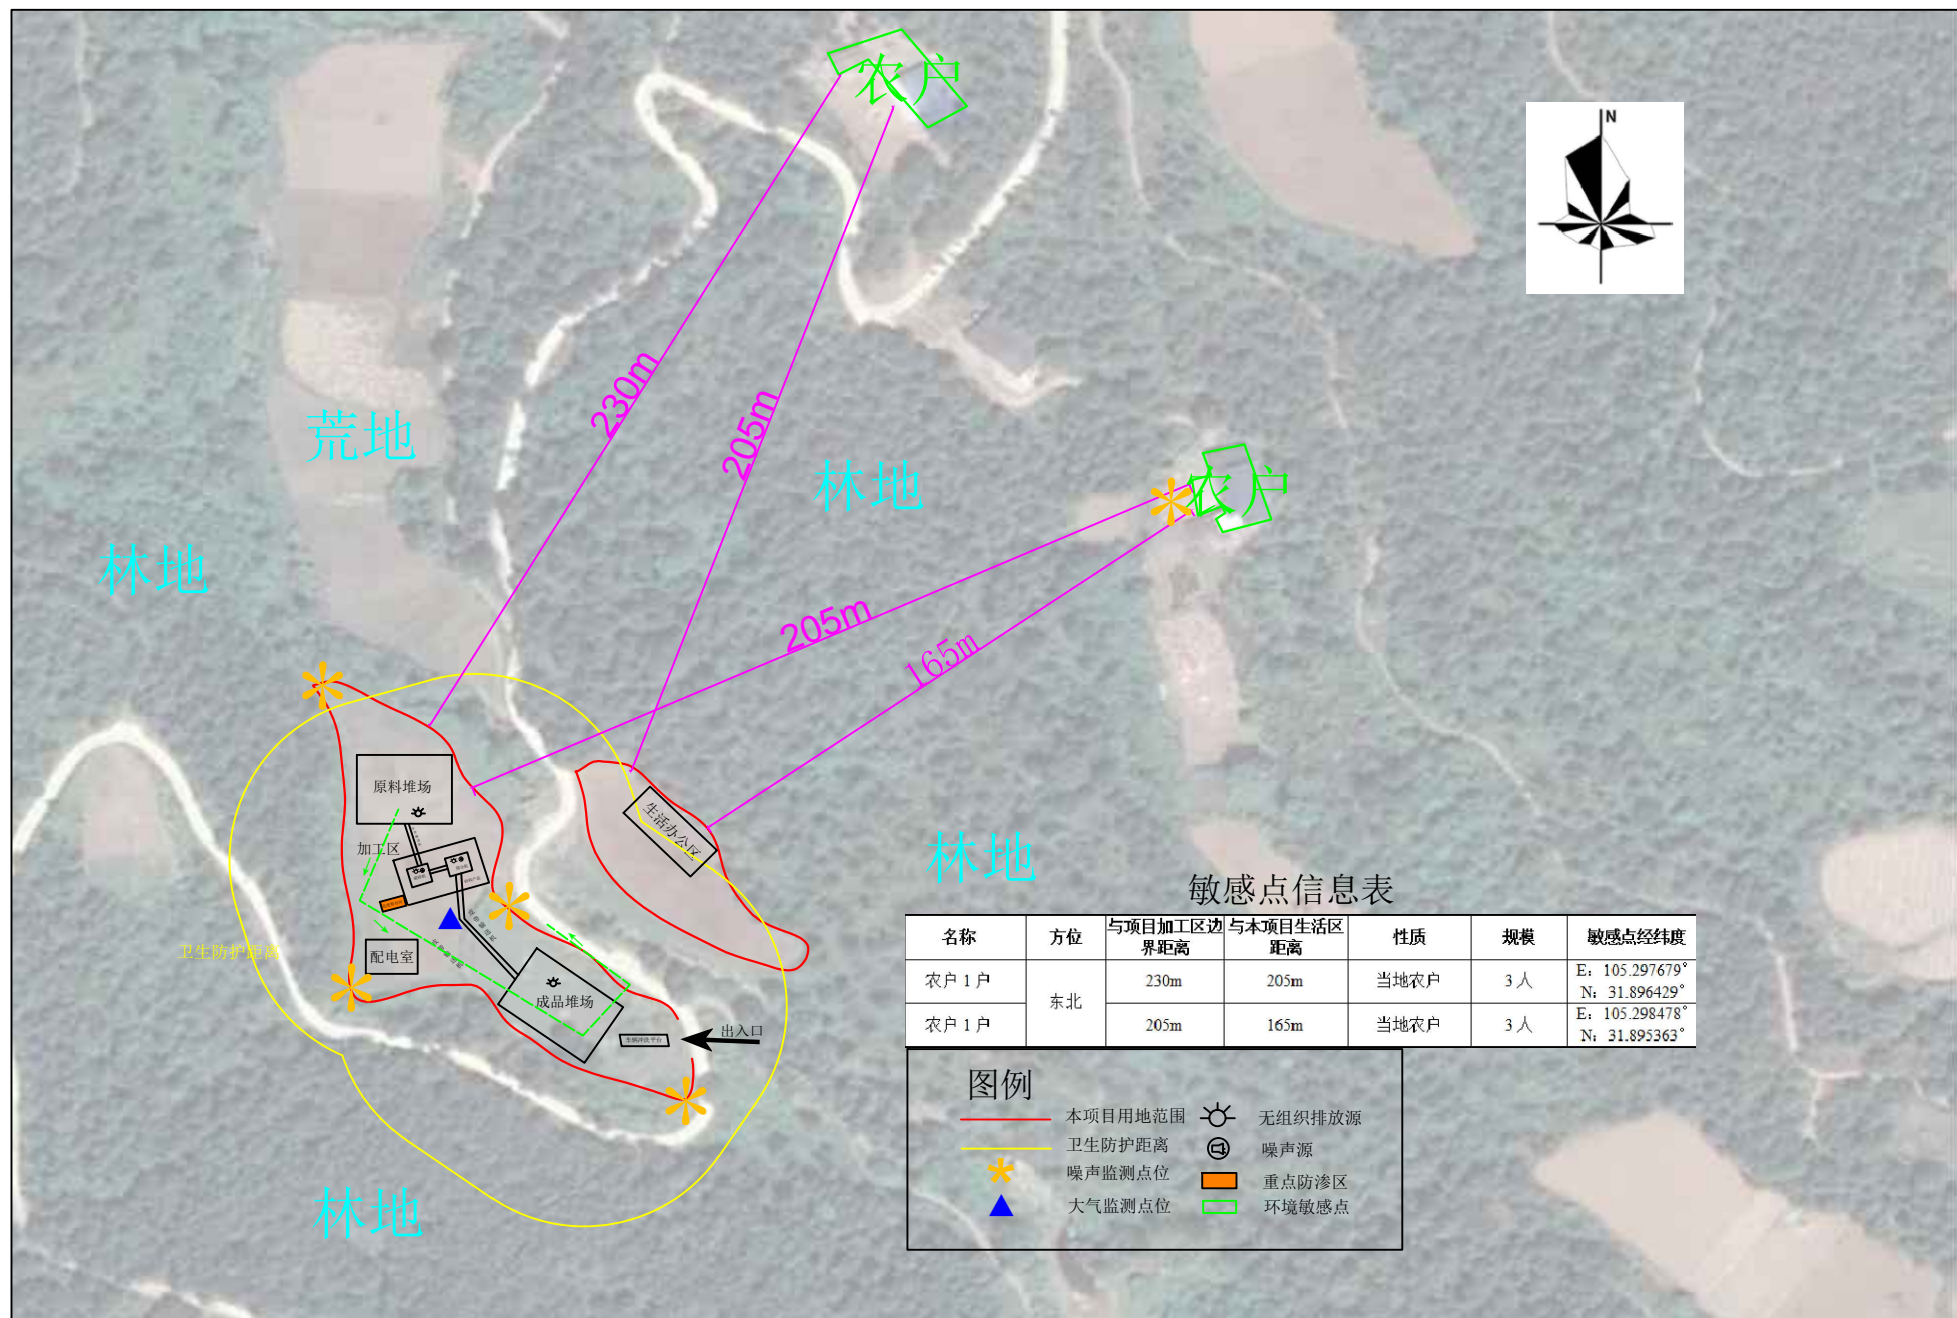 农户
N
230m
205m
荒地
林地
农户
林地
205m
165m
原料堆场
生活办公区
加工区
林地
卫生防护距离
配电室
成品堆场
出入口
车辆冲洗平台
林地
敏感点信息表
名称 方位 与项目加工区边界距离 与本项目生活区距离 性质 规模 敏感点经纬度
农户1户 东北 230m 205m 当地农户 3人 E：105.297679° N：31.896429°
农户1户 205m 165m 当地农户 3人 E：105.298478° N：31.895363°
图例
本项目用地范围 无组织排放源
卫生防护距离 噪声源
噪声监测点位 重点防渗区
大气监测点位 环境敏感点